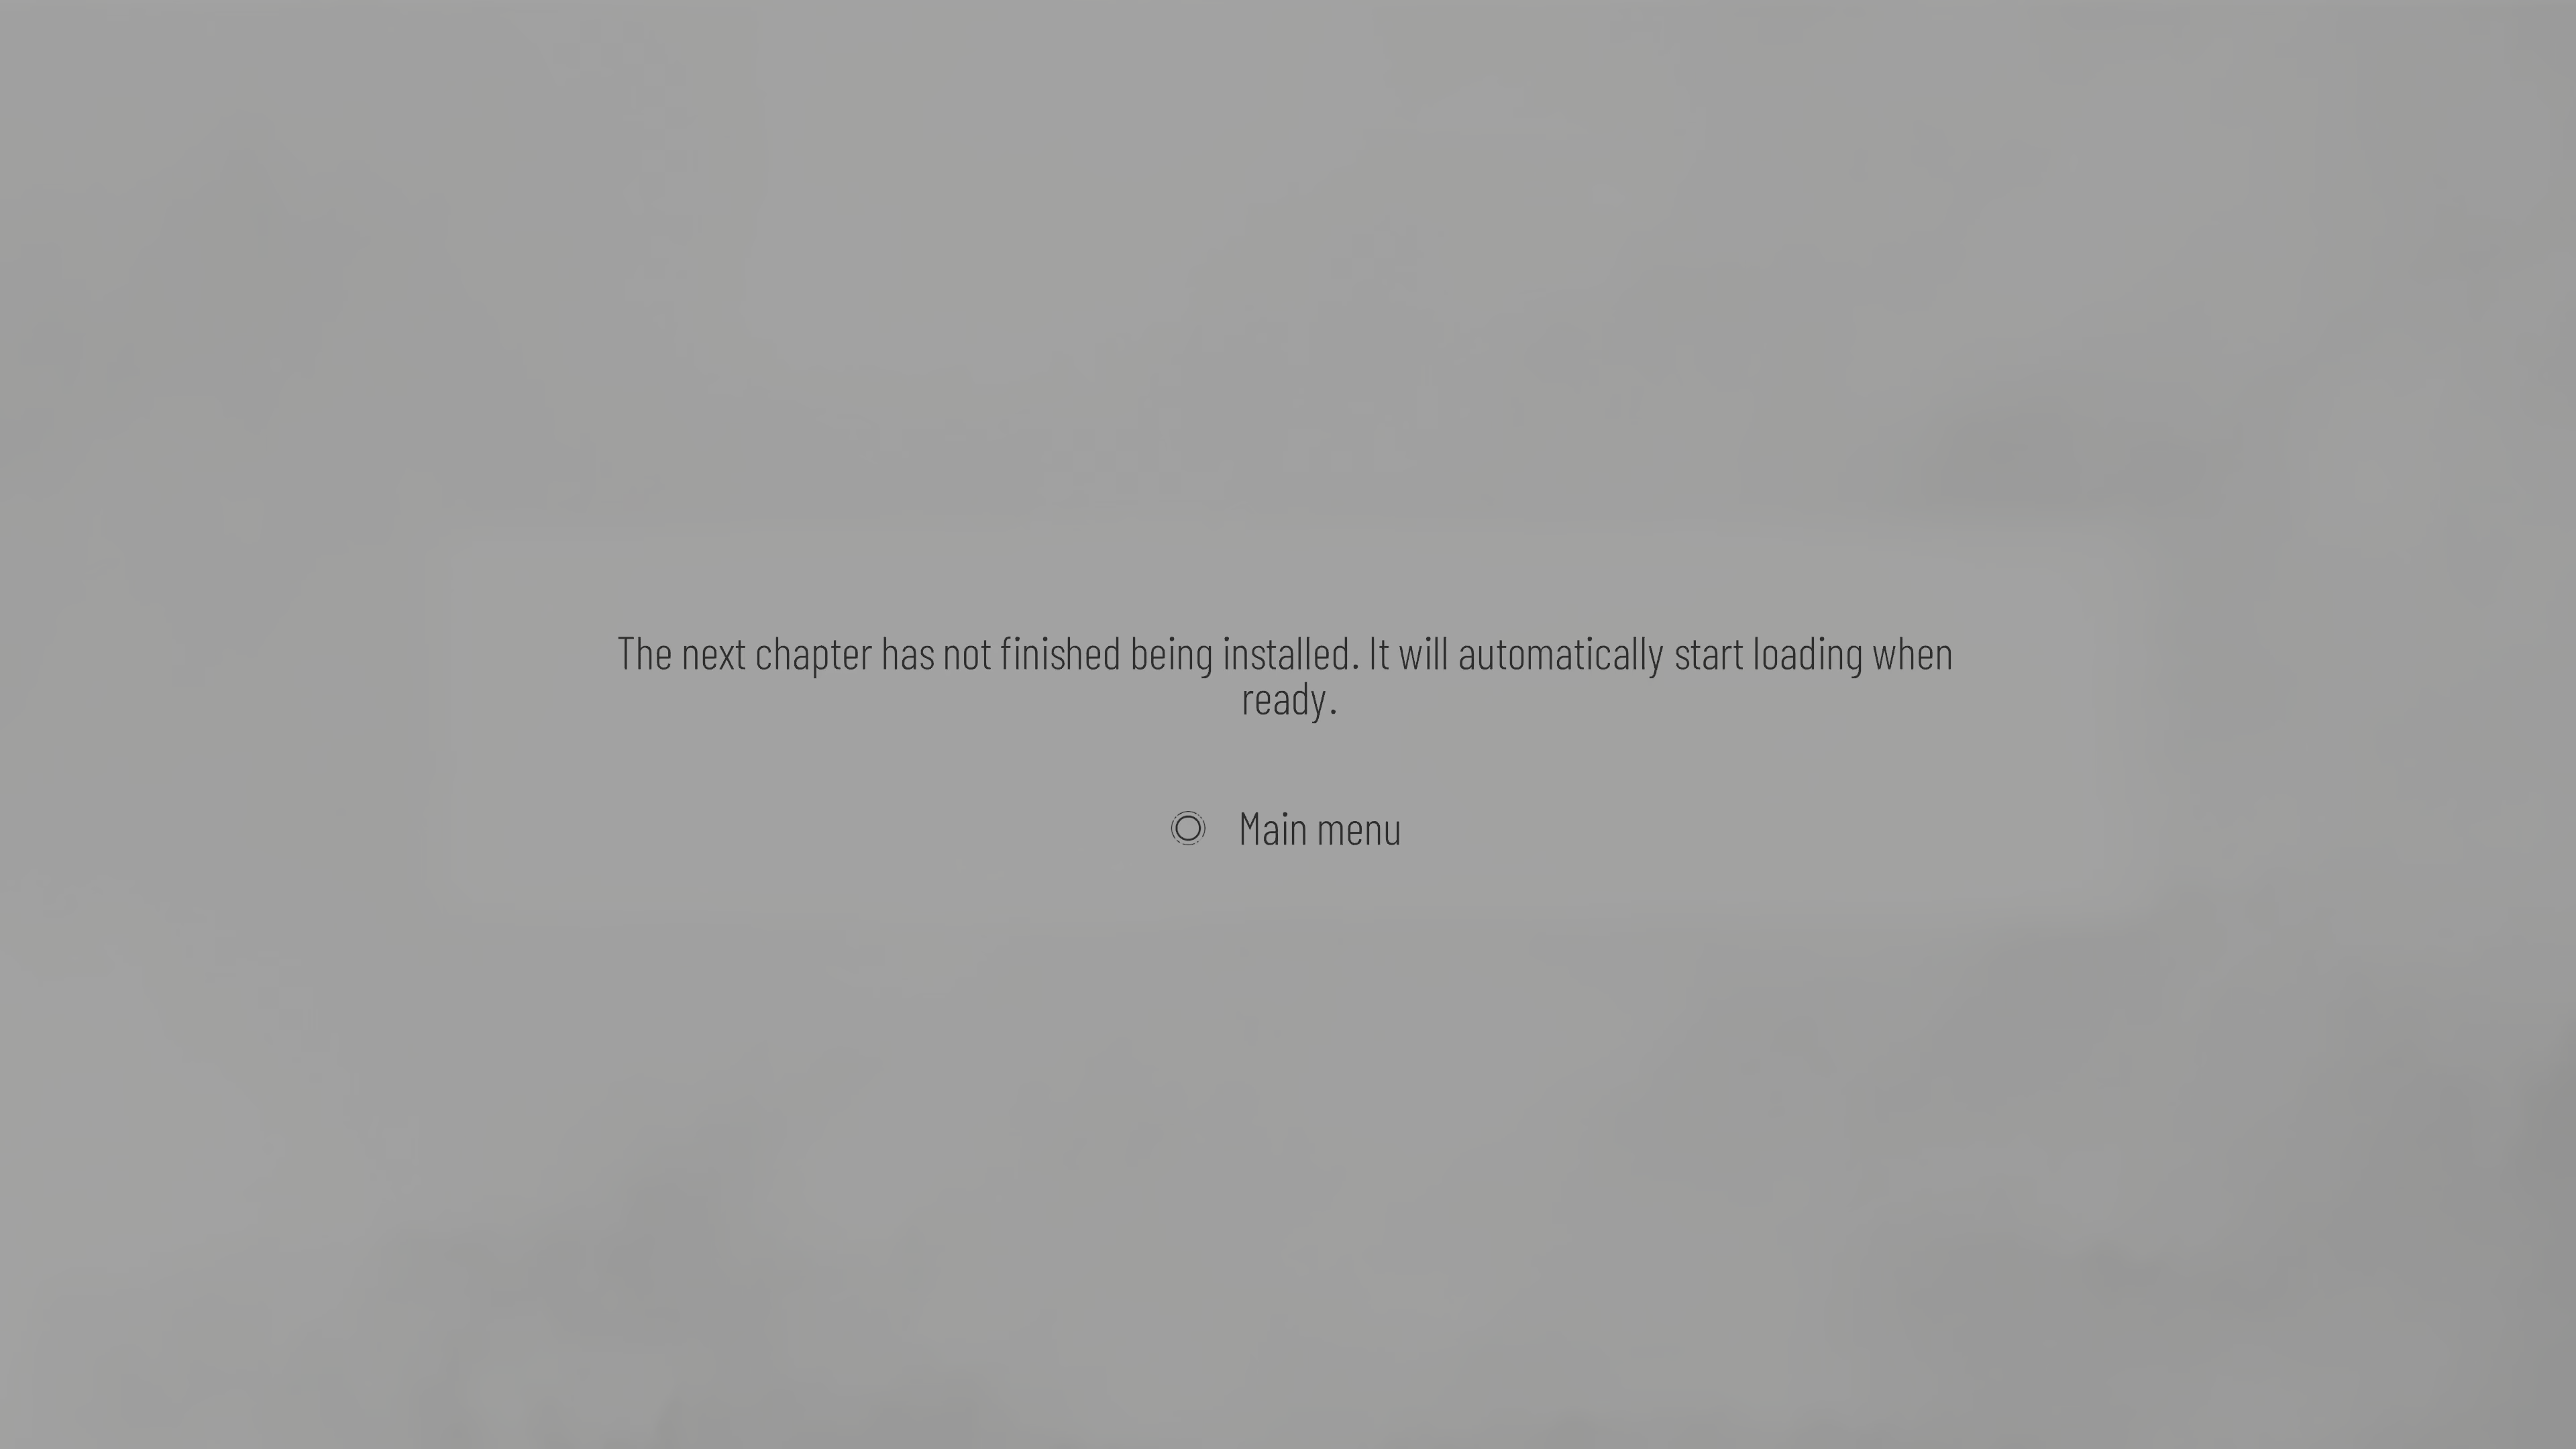 The next chapter has not finished being installed. It will automatically start loading when
ready.
Main menu